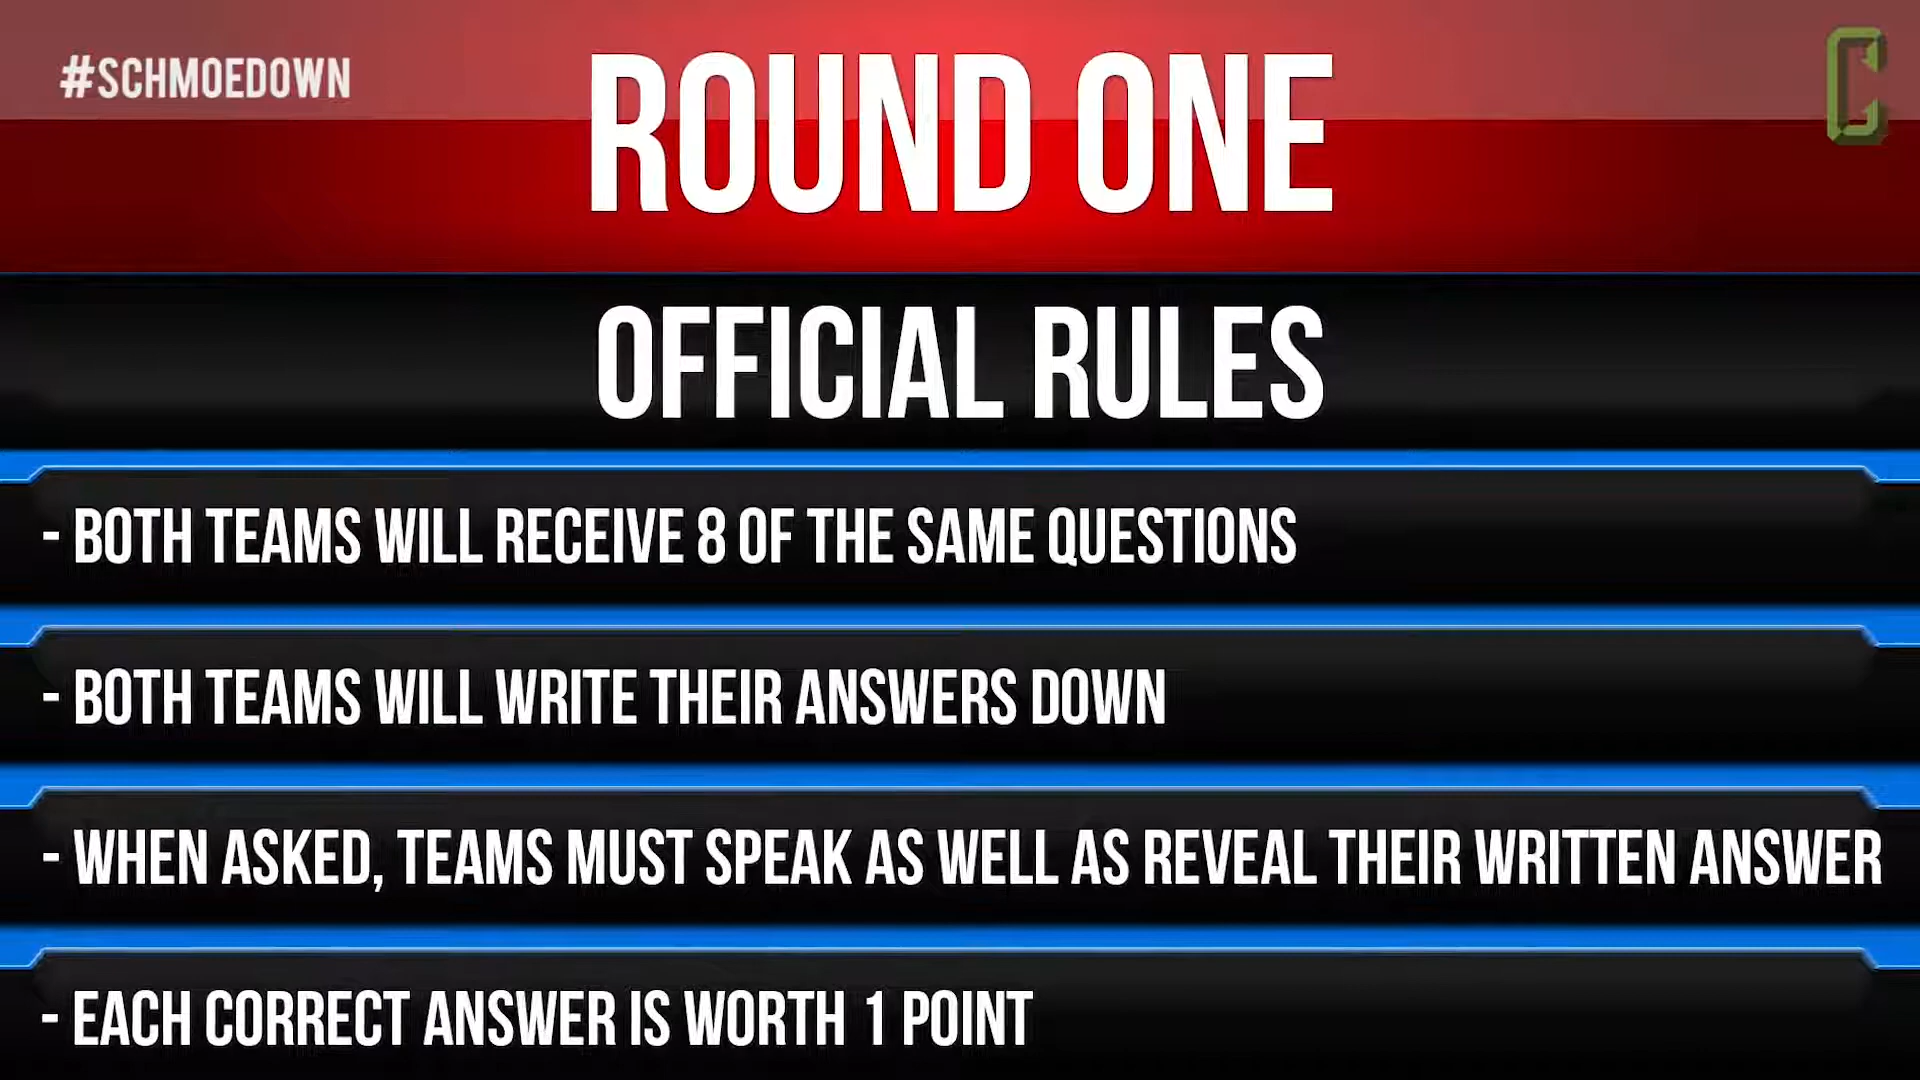 #SCHMOEDOWN
ROUND ONE
OFFICIAL RULES
- BOTH TEAMS WILL RECEIVE 8 OF THE SAME QUESTIONS
- BOTH TEAMS WILL WRITE THEIR ANSWERS DOWN
- WHEN ASKED, TEAMS MUST SPEAK AS WELL AS REVEAL THEIR WRITTEN ANSWER
- EACH CORRECT ANSWER IS WORTH 1 POINT